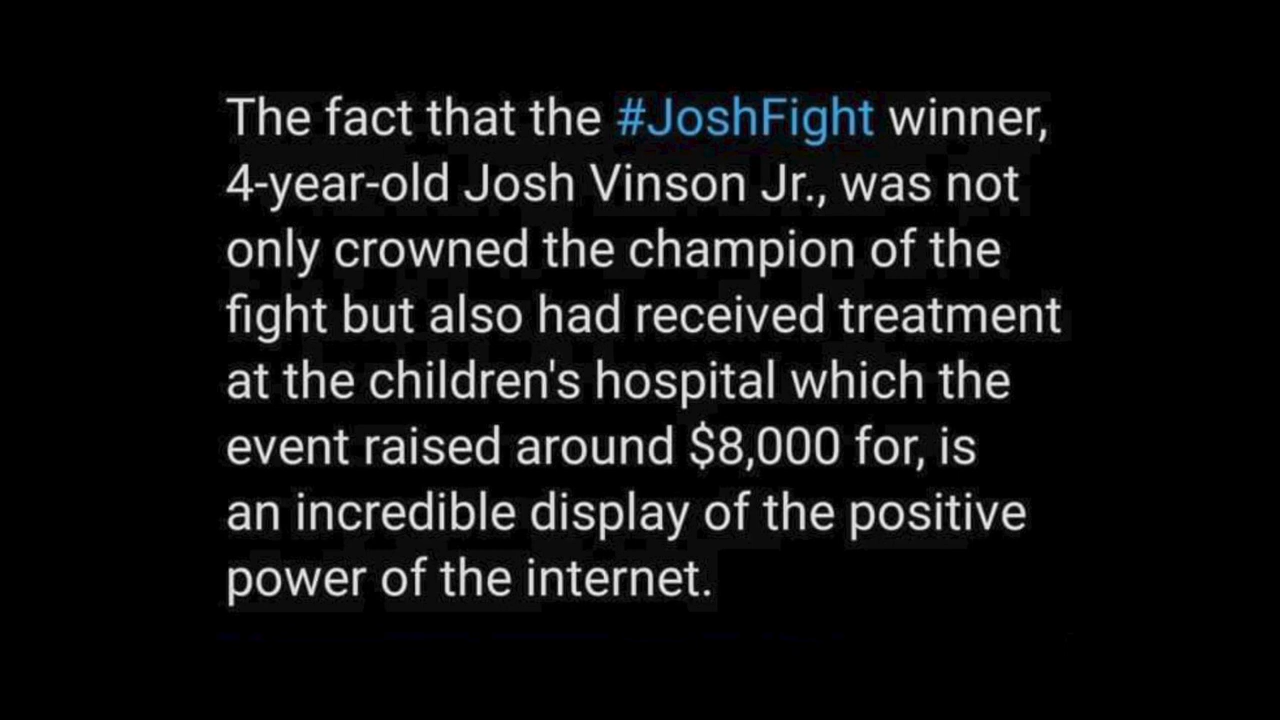 The fact that the #JoshFight winner,
4-year-old Josh Vinson Jr., was not
only crowned the champion of the
fight but also had received treatment
at the children's hospital which the
event raised around $8,000 for, is
an incredible display of the positive
power of the internet.